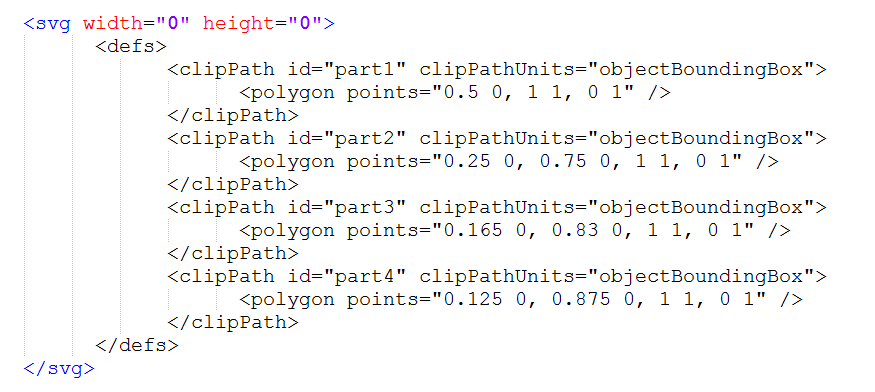 <svg width="0" height="0">
<defs>
<clipPath id="part1" clipPathUnits="objectBoundingBox">
<polygon points="0.5 0, 1 1, 0 1" />
</clipPath>
<clipPath id="part2" clipPathUnits="objectBoundingBox">
<polygon points="0.25 0, 0.75 0, 1 1, 0 1" />
</clipPath>
<clipPath id="part3" clipPathUnits="objectBoundingBox">
<polygon points="0.165 0, 0.83 0, 1 1, 0 1" />
</clipPath>
<clipPath id="part4" clipPathUnits="objectBoundingBox">
<polygon points="0.125 0, 0.875 0, 1 1, 0 1" />
</clipPath>
</defs>
</svg>